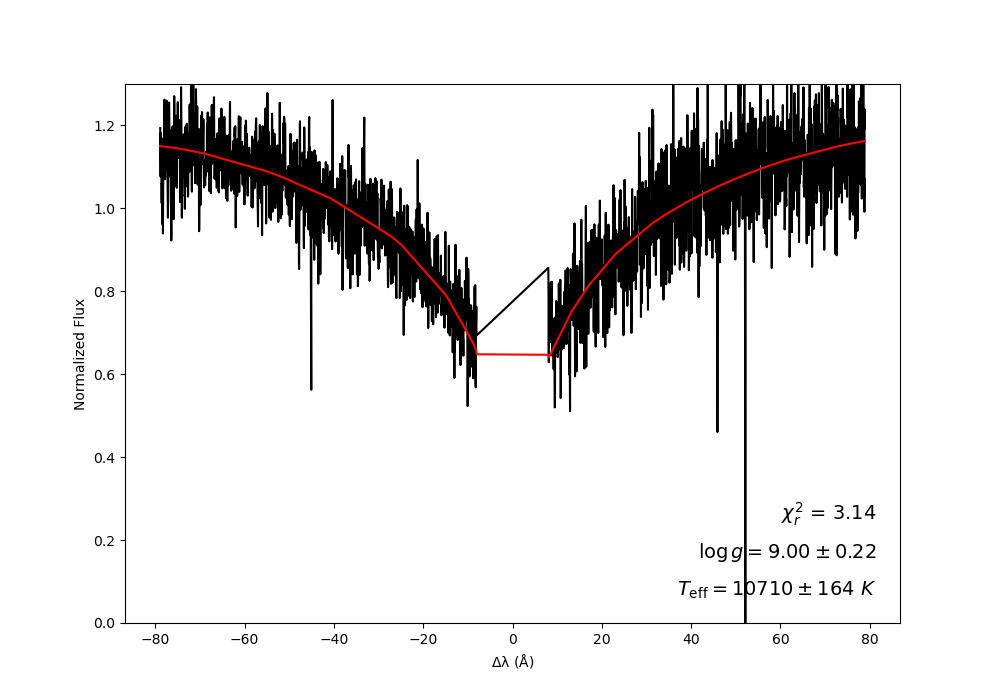 1.2
1.0
0.8
0.6
0.4
0.2
0.0
Normalized Flux
χ²ᵣ = 3.14
log g = 9.00 ± 0.22
T_eff = 10710 ± 164 K
−80 −60 −40 −20 0 20 40 60 80
Δλ (Å)